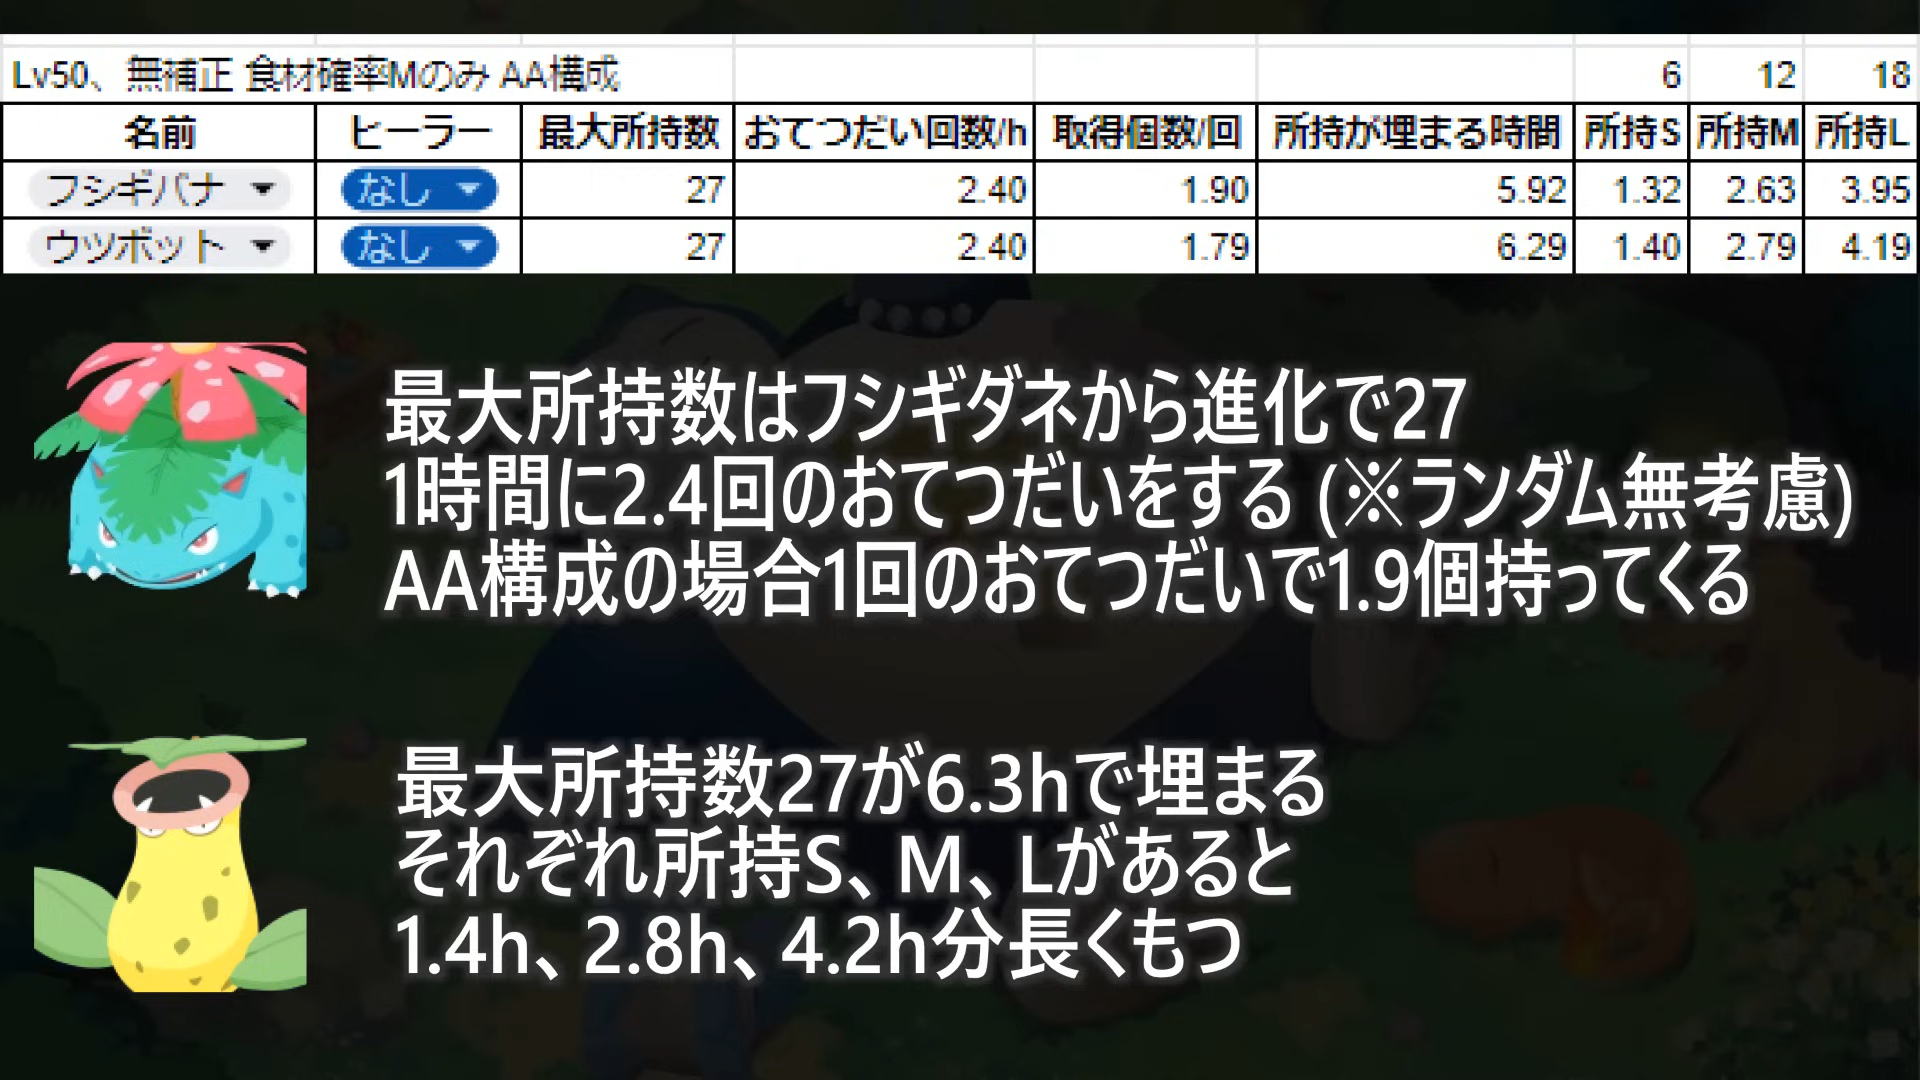 Lv50、無補正 食材確率Mのみ AA構成 6 12 18
名前 ヒーラー 最大所持数 おてつだい回数/h 取得個数/回 所持が埋まる時間 所持S 所持M 所持L
フシギバナ なし 27 2.40 1.90 5.92 1.32 2.63 3.95
ウツボット なし 27 2.40 1.79 6.29 1.40 2.79 4.19
最大所持数はフシギダネから進化で27
1時間に2.4回のおてつだいをする (※ランダム無考慮)
AA構成の場合1回のおてつだいで1.9個持ってくる
最大所持数27が6.3hで埋まる
それぞれ所持S、M、Lがあると
1.4h、2.8h、4.2h分長くもつ